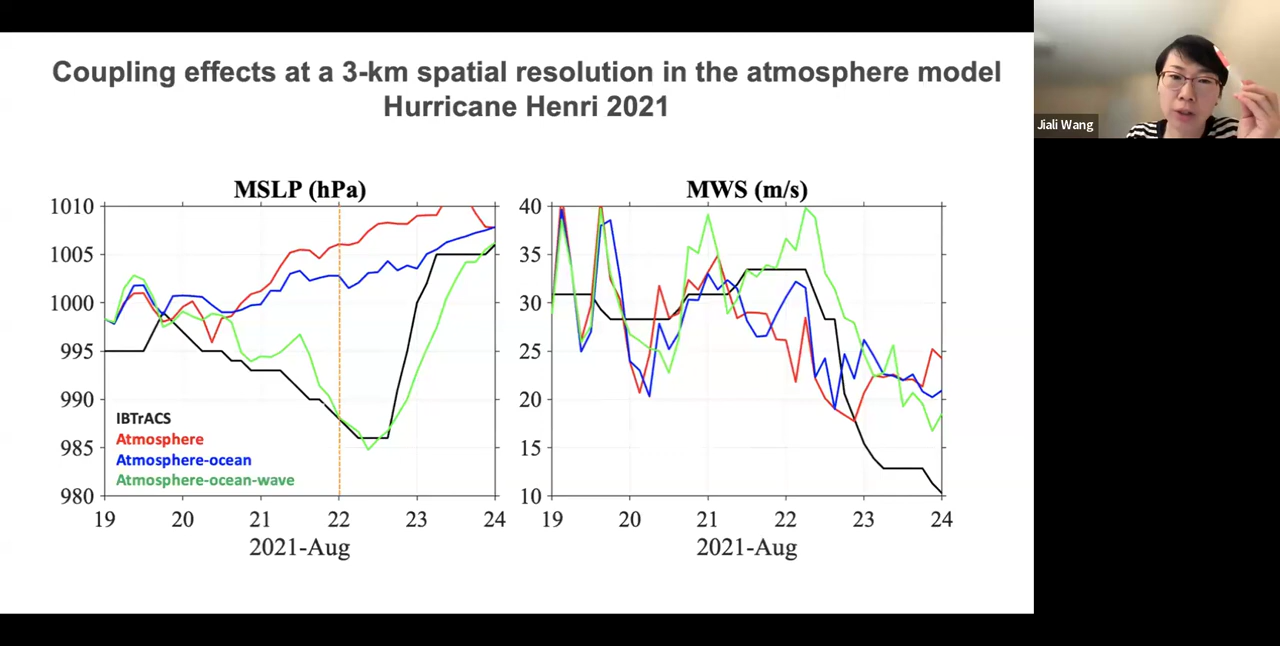 Coupling effects at a 3-km spatial resolution in the atmosphere model
Hurricane Henri 2021
Jiali Wang
MSLP (hPa)
1010
1005
1000
995
990
985
980
IBTrACS
Atmosphere
Atmosphere-ocean
Atmosphere-ocean-wave
19 20 21 22 23 24
2021-Aug
MWS (m/s)
40
35
30
25
20
15
10
19 20 21 22 23 24
2021-Aug